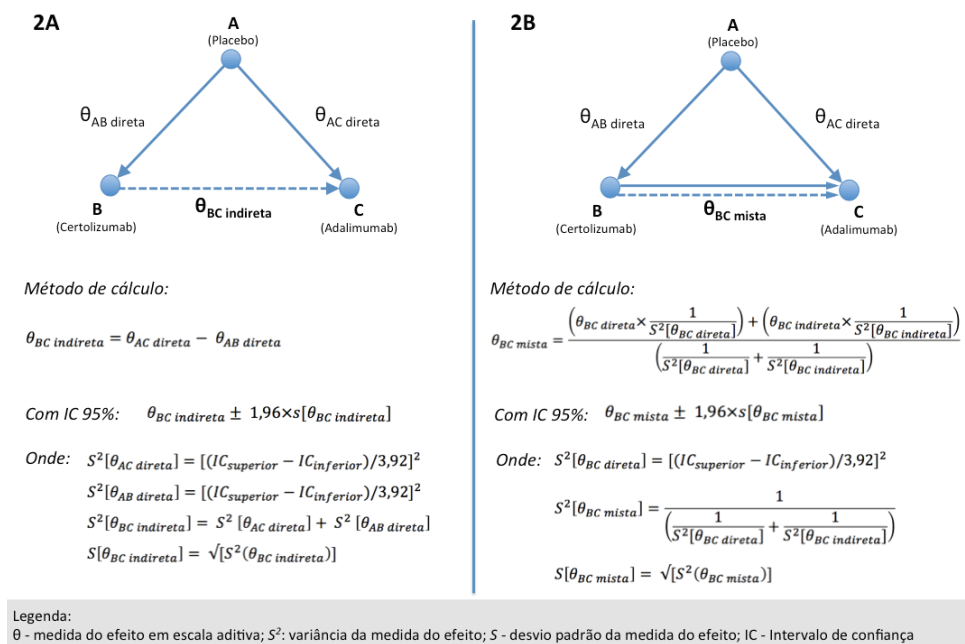 2A
A
(Placebo)
θAB direta
θAC direta
B
(Certolizumab)
θBC indireta
C
(Adalimumab)
Método de cálculo:
θBC indireta = θAC direta − θAB direta
Com IC 95%: θBC indireta ± 1,96×s[θBC indireta]
Onde: S²[θAC direta] = [(ICsuperior − ICinferior)/3,92]²
S²[θAB direta] = [(ICsuperior − ICinferior)/3,92]²
S²[θBC indireta] = S² [θAC direta] + S² [θAB direta]
S[θBC indireta] = √[S²(θBC indireta)]
2B
A
(Placebo)
θAB direta
θAC direta
B
(Certolizumab)
θBC mista
C
(Adalimumab)
Método de cálculo:
θBC mista = ((θBC direta × 1/S²[θBC direta]) + (θBC indireta × 1/S²[θBC indireta])) / (1/S²[θBC direta] + 1/S²[θBC indireta])
Com IC 95%: θBC mista ± 1,96×s[θBC mista]
Onde: S²[θBC direta] = [(ICsuperior − ICinferior)/3,92]²
S²[θBC mista] = 1 / (1/S²[θBC direta] + 1/S²[θBC indireta])
S[θBC mista] = √[S²(θBC mista)]
Legenda:
θ - medida do efeito em escala aditiva; S²: variância da medida do efeito; S - desvio padrão da medida do efeito; IC - Intervalo de confiança